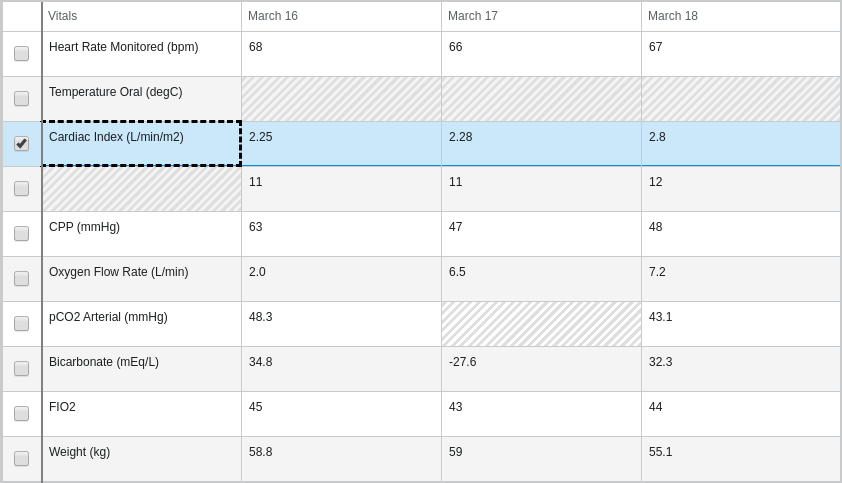 Vitals March 16 March 17 March 18
Heart Rate Monitored (bpm) 68 66 67
Temperature Oral (degC)
Cardiac Index (L/min/m2) 2.25 2.28 2.8
11 11 12
CPP (mmHg) 63 47 48
Oxygen Flow Rate (L/min) 2.0 6.5 7.2
pCO2 Arterial (mmHg) 48.3 43.1
Bicarbonate (mEq/L) 34.8 -27.6 32.3
FIO2 45 43 44
Weight (kg) 58.8 59 55.1